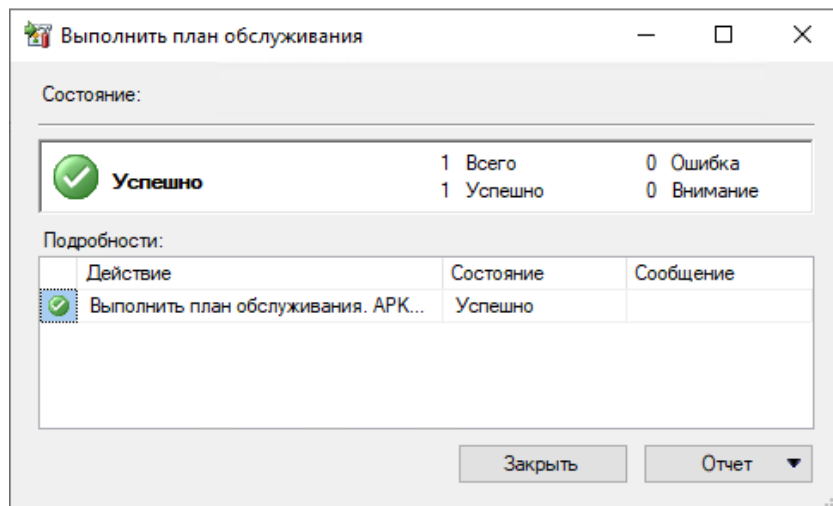 Выполнить план обслуживания
Состояние:
Успешно
1 Всего
0 Ошибка
1 Успешно
0 Внимание
Подробности:
Действие Состояние Сообщение
Выполнить план обслуживания. APK... Успешно
Закрыть Отчет